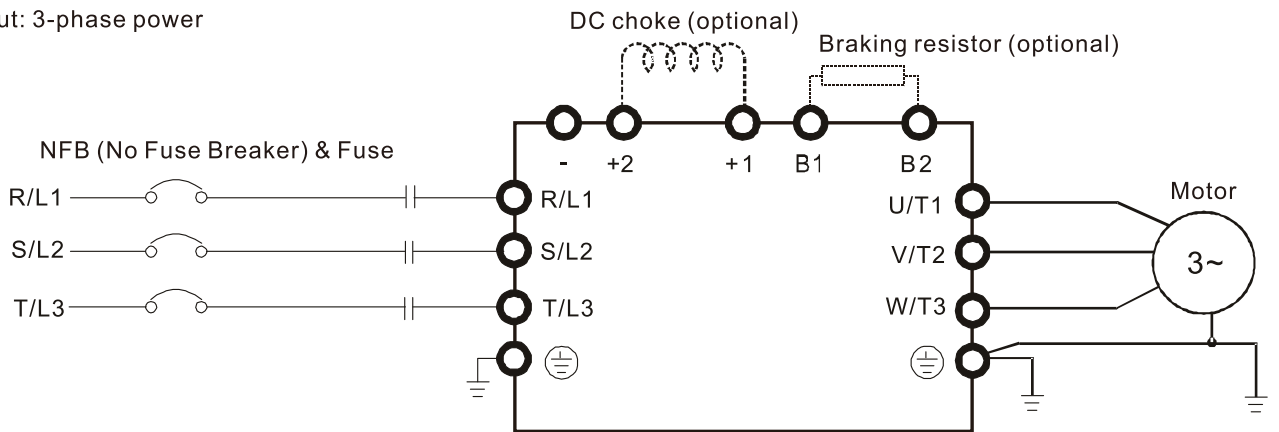 3-phase power
DC choke (optional)
Braking resistor (optional)
NFB (No Fuse Breaker) & Fuse
- +2 +1 B1 B2
Motor
R/L1 R/L1 U/T1
S/L2 S/L2 V/T2 3~
T/L3 T/L3 W/T3